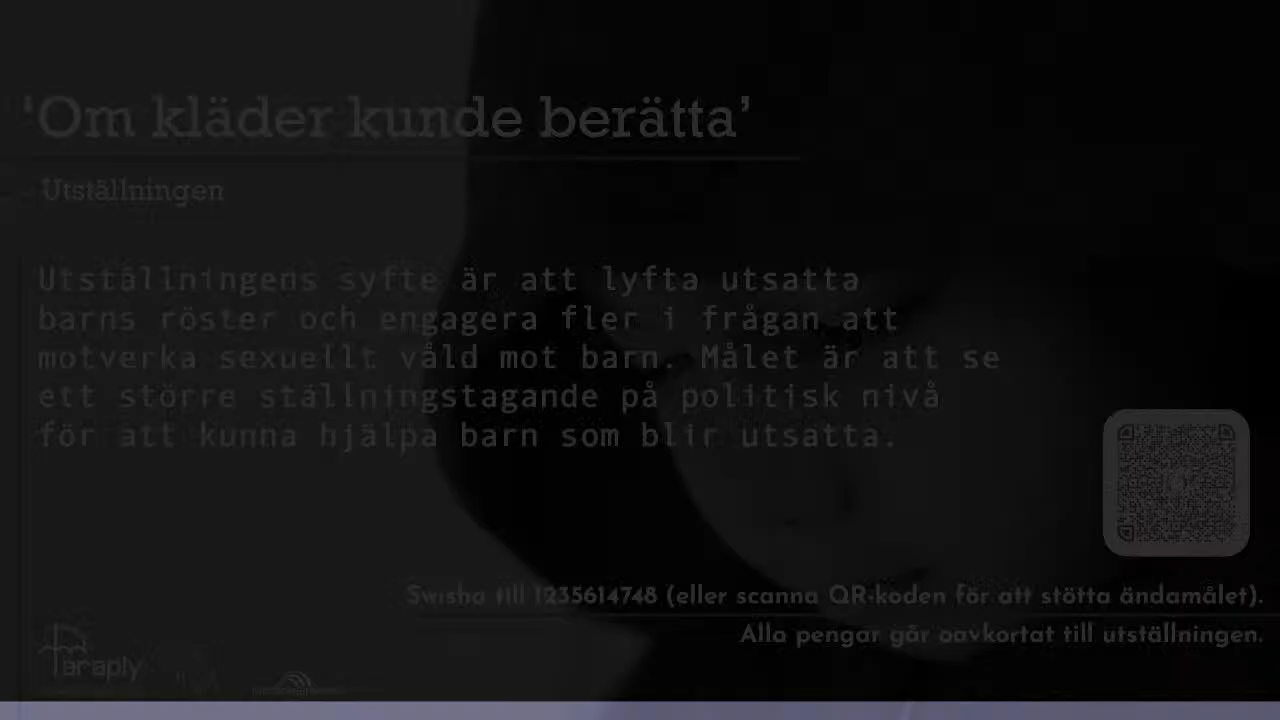 'Om kläder kunde berätta'
Utställningen
Utställningens syfte är att lyfta utsatta
barns röster och engagera fler i frågan att
motverka sexuellt våld mot barn. Målet är att se
ett större ställningstagande på politisk nivå
för att kunna hjälpa barn som blir utsatta.
Swisha till 1235614748 (eller scanna QR-koden för att stötta ändamålet).
Alla pengar går oavkortat till utställningen.
Paraply